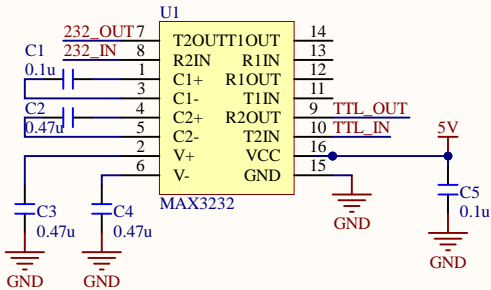 U1
232_OUT 7 T2OUT T1OUT 14
232_IN 8 R2IN R1IN 13
C1 1 C1+ R1OUT 12
0.1u
3 C1- T1IN 11
C2 4 C2+ R2OUT 9 TTL_OUT
0.47u
5 C2- T2IN 10 TTL_IN 5V
2 V+ VCC 16
6 V- GND 15
MAX3232
C3
0.47u
GND
C4
0.47u
GND
GND
C5
0.1u
GND